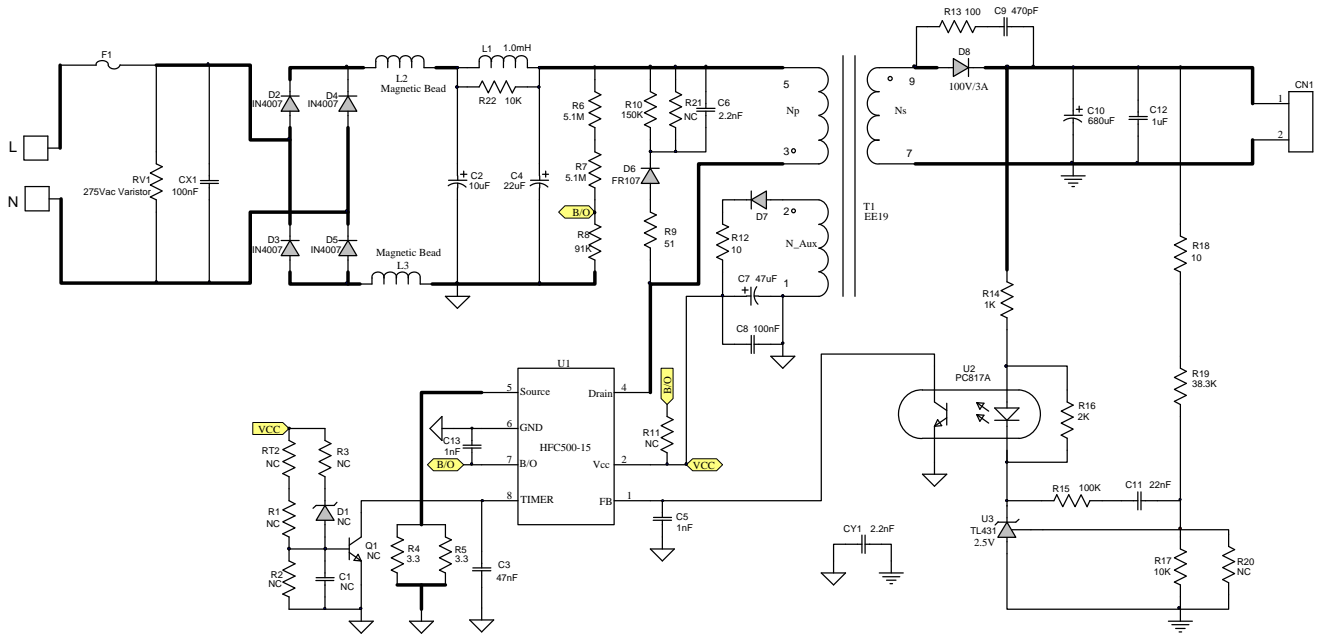 R13 100
C9 470pF
F1
L1 1.0mH
D8
100V/3A
CN1
L2
Magnetic Bead
R22 10K
D2
IN4007
D4
IN4007
R6
5.1M
R10
150K
R21
NC
C6
2.2nF
5
Np
3
9
Ns
7
C10
680uF
C12
1uF
1
2
L
N
RV1
275Vac Varistor
CX1
100nF
C2
10uF
C4
22uF
R7
5.1M
D6
FR107
B/O
R8
91K
R9
51
D7
2
N_Aux
1
T1
EE19
R12
10
C7 47uF
C8 100nF
D3
IN4007
D5
IN4007
Magnetic Bead
L3
R18
10
R14
1K
U1
5 Source
Drain 4
6 GND
HFC500-15
7 B/O
Vcc 2
8 TIMER
FB 1
B/O
R11
NC
VCC
C13
1nF
B/O
VCC
RT2
NC
R3
NC
R1
NC
D1
NC
Q1
NC
R2
NC
C1
NC
R4
3.3
R5
3.3
C3
47nF
C5
1nF
U2
PC817A
R16
2K
R19
38.3K
R15 100K
C11 22nF
U3
TL431
2.5V
CY1 2.2nF
R17
10K
R20
NC